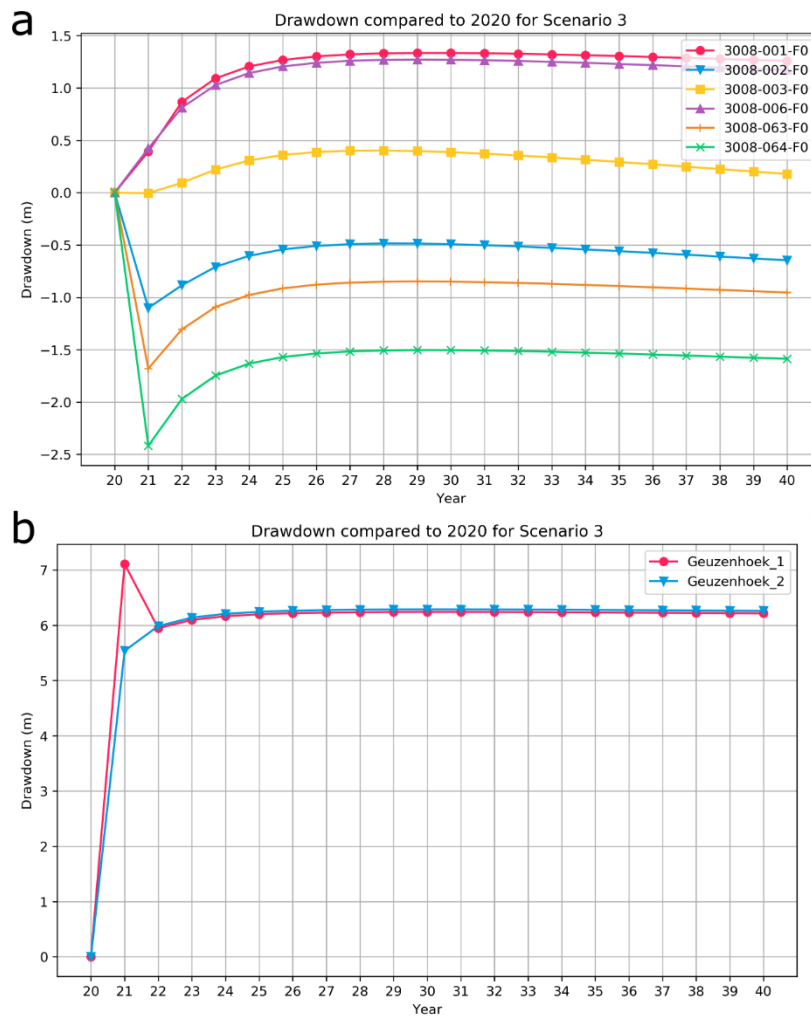 a
Drawdown compared to 2020 for Scenario 3
3008-001-F0
3008-002-F0
3008-003-F0
3008-006-F0
3008-063-F0
3008-064-F0
1.5
1.0
0.5
0.0
−0.5
−1.0
−1.5
−2.0
−2.5
Drawdown (m)
20 21 22 23 24 25 26 27 28 29 30 31 32 33 34 35 36 37 38 39 40
Year
b
Drawdown compared to 2020 for Scenario 3
Geuzenhoek_1
Geuzenhoek_2
7
6
5
4
3
2
1
0
Drawdown (m)
20 21 22 23 24 25 26 27 28 29 30 31 32 33 34 35 36 37 38 39 40
Year